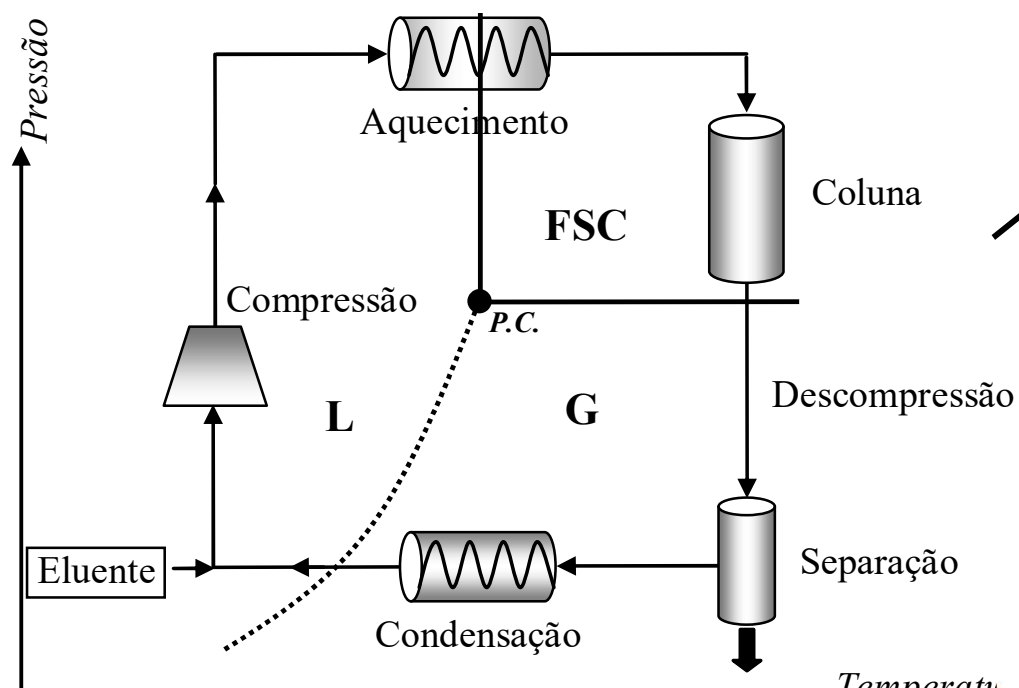 Pressão
Aquecimento
Coluna
FSC
Compressão
P.C.
Descompressão
L
G
Eluente
Separação
Condensação